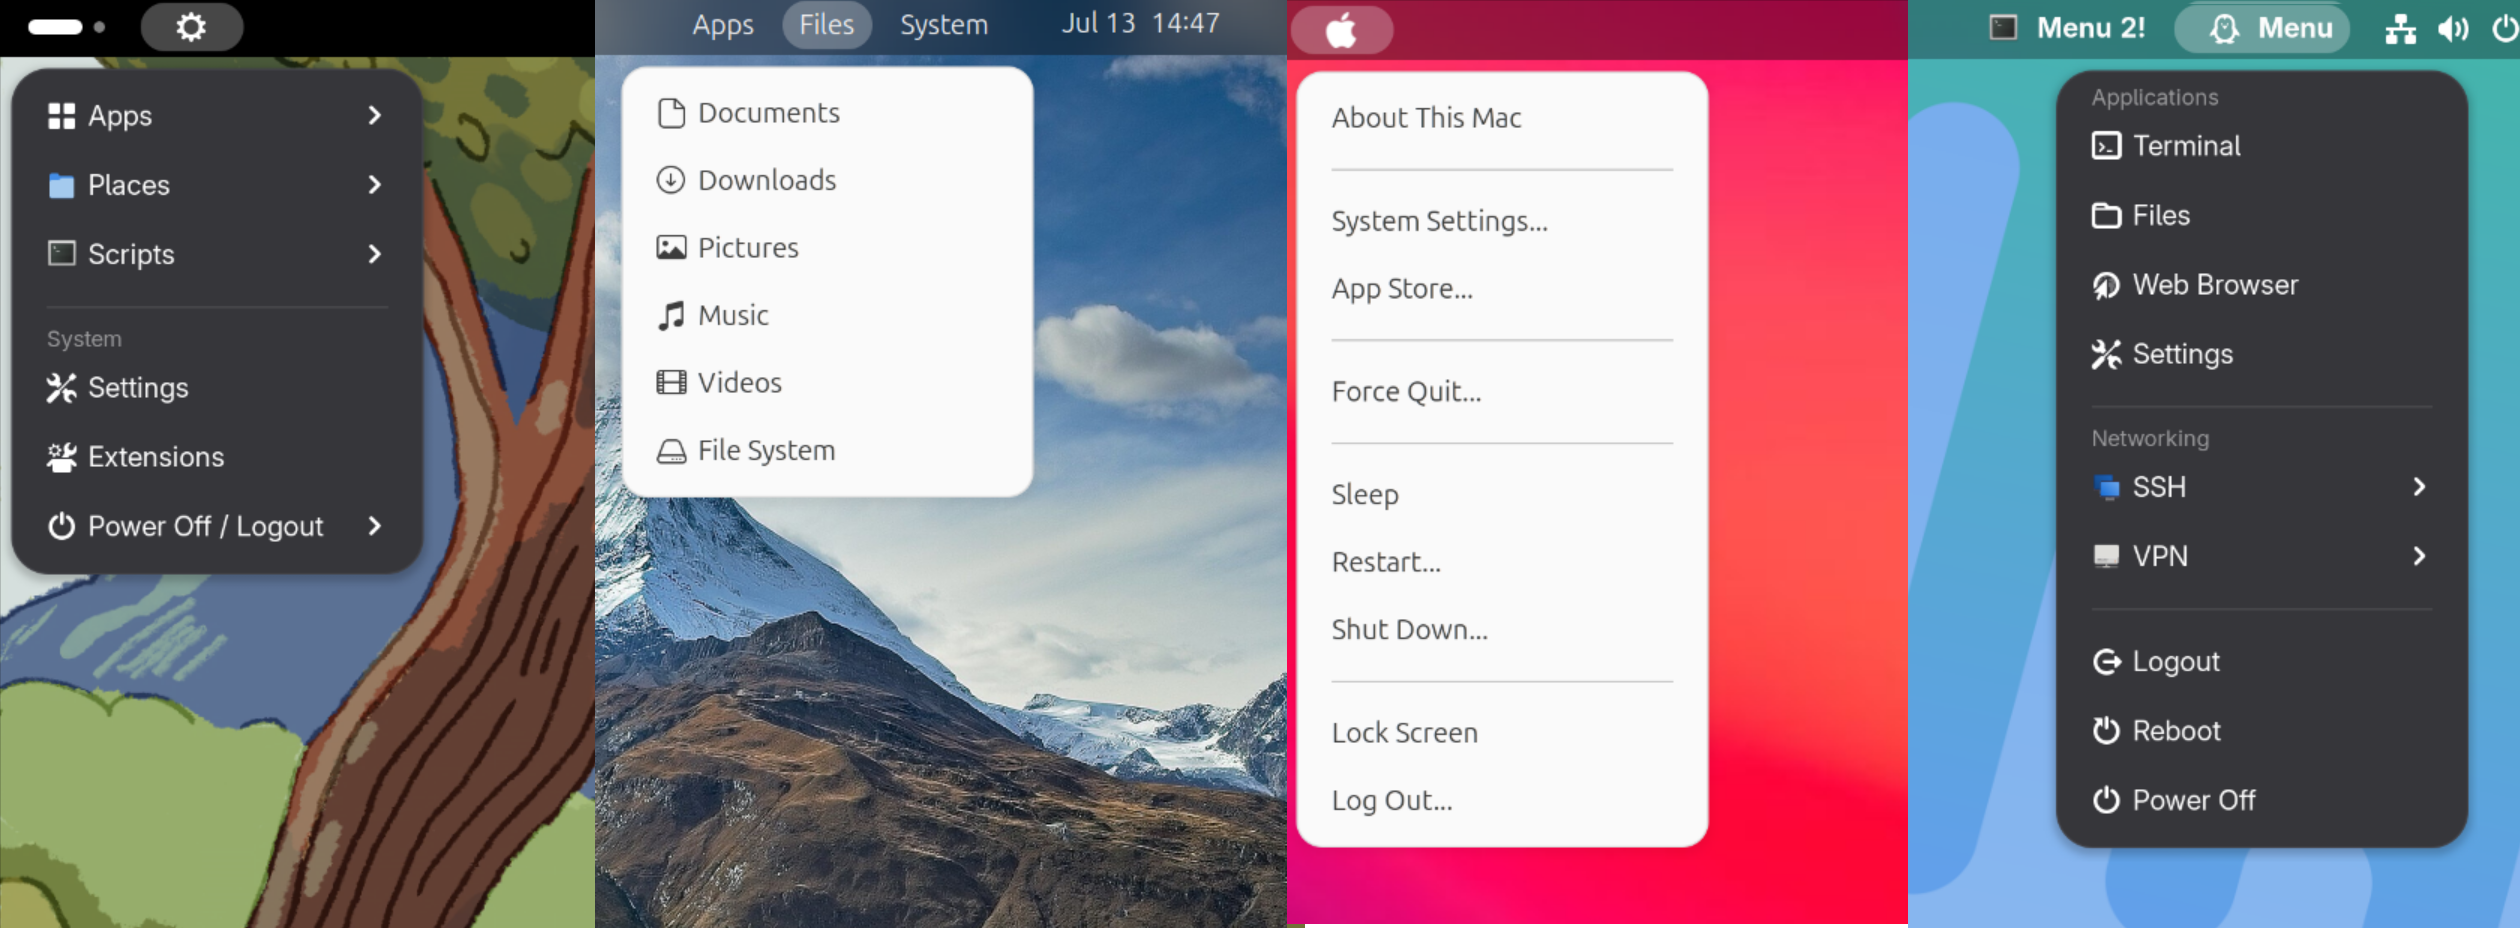 Apps
Places
Scripts
System
Settings
Extensions
Power Off / Logout
Apps Files System Jul 13 14:47
Documents
Downloads
Pictures
Music
Videos
File System
About This Mac
System Settings...
App Store...
Force Quit...
Sleep
Restart...
Shut Down...
Lock Screen
Log Out...
Menu 2! Menu
Applications
Terminal
Files
Web Browser
Settings
Networking
SSH
VPN
Logout
Reboot
Power Off